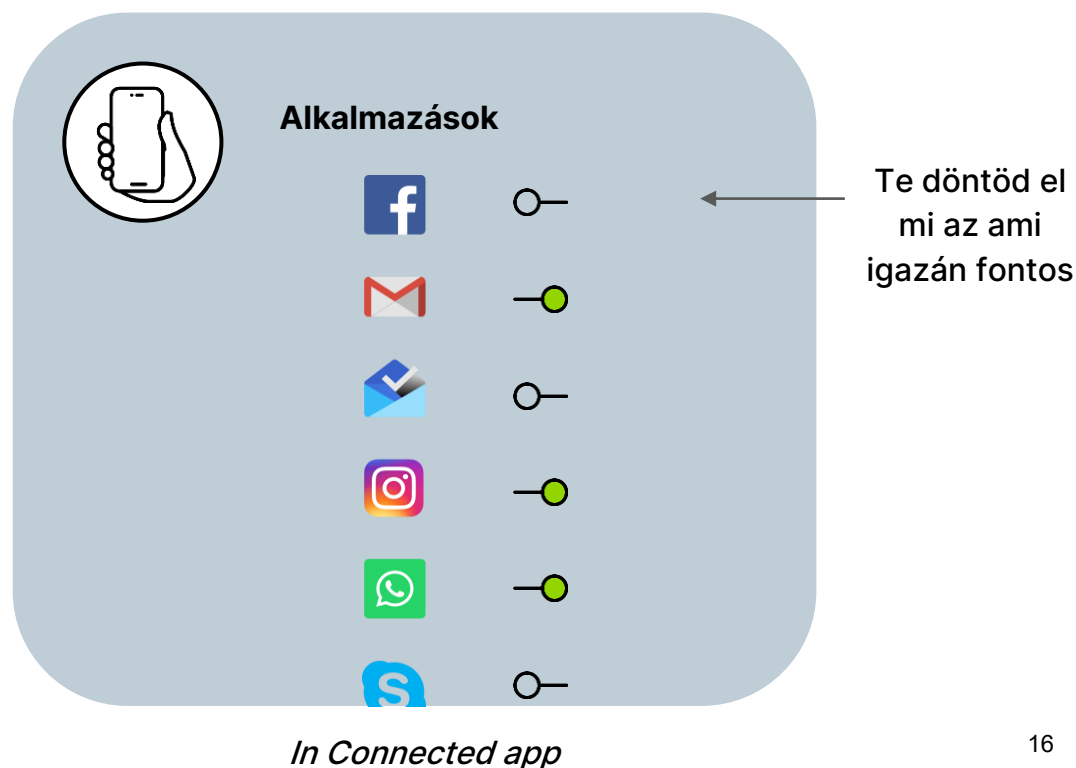 Alkalmazások
Te döntöd el
mi az ami
igazán fontos
In Connected app
16